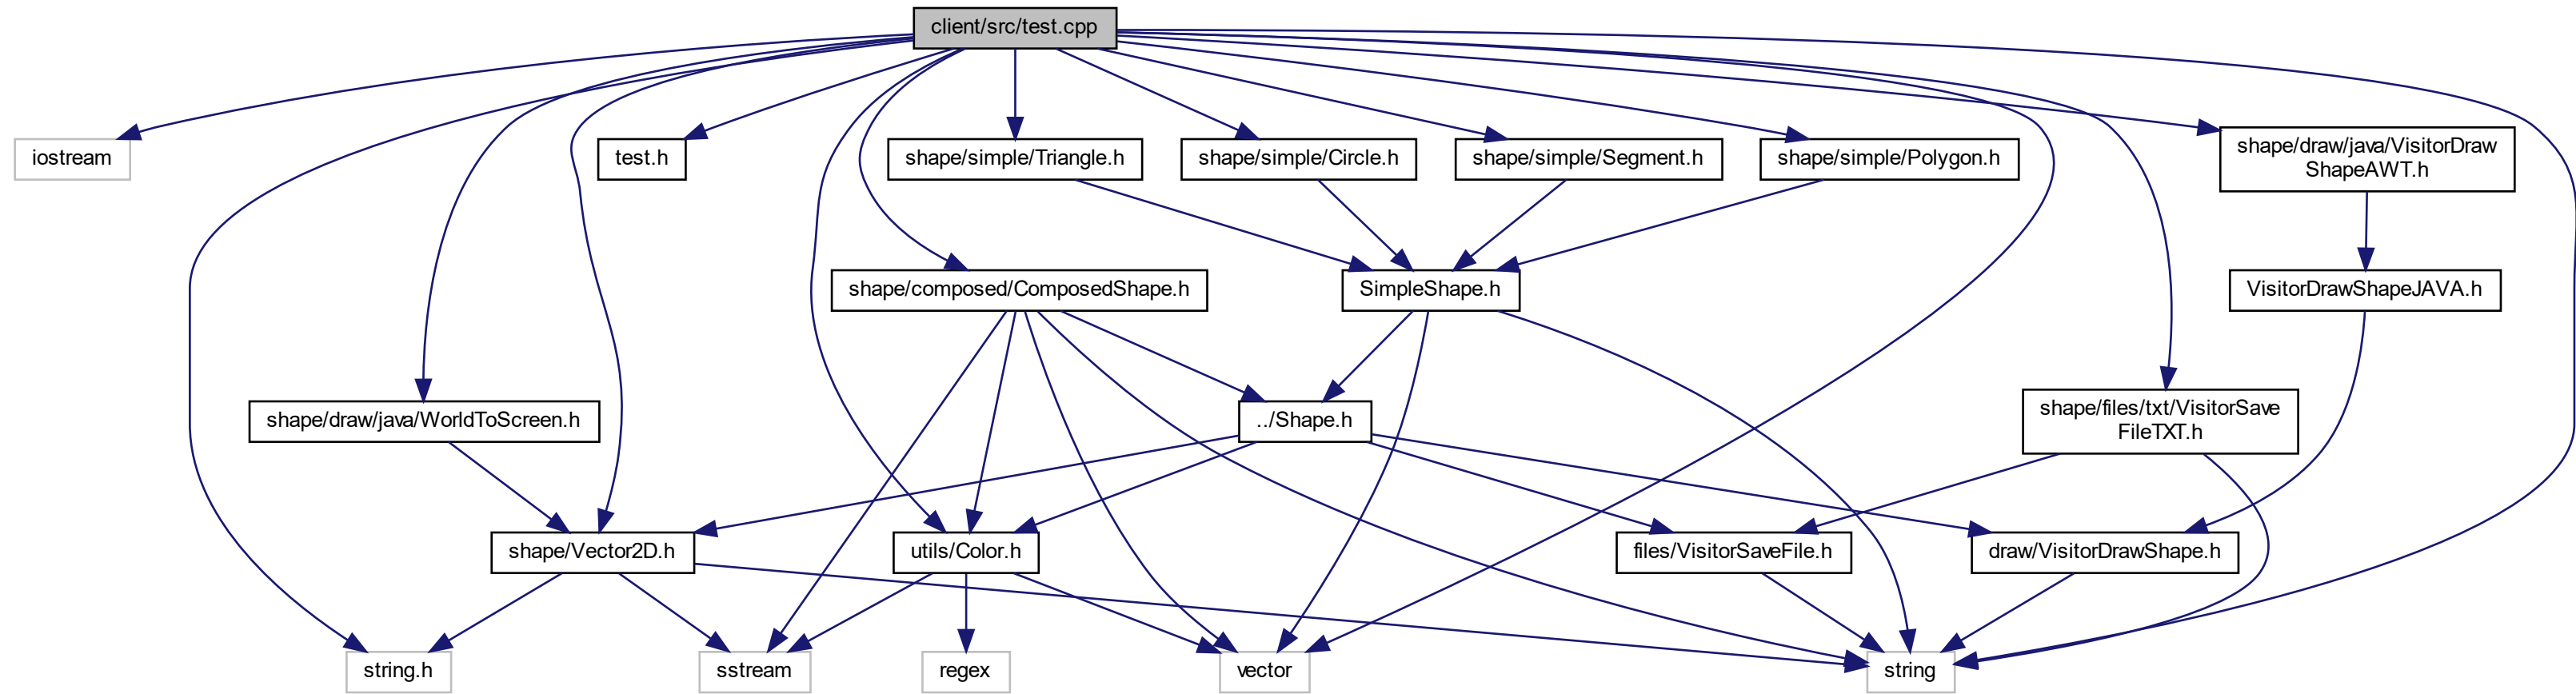 client/src/test.cpp
iostream
test.h
shape/simple/Triangle.h
shape/simple/Circle.h
shape/simple/Segment.h
shape/simple/Polygon.h
shape/draw/java/VisitorDraw
ShapeAWT.h
shape/composed/ComposedShape.h
SimpleShape.h
VisitorDrawShapeJAVA.h
shape/draw/java/WorldToScreen.h
../Shape.h
shape/files/txt/VisitorSave
FileTXT.h
shape/Vector2D.h
utils/Color.h
files/VisitorSaveFile.h
draw/VisitorDrawShape.h
string.h
sstream
regex
vector
string